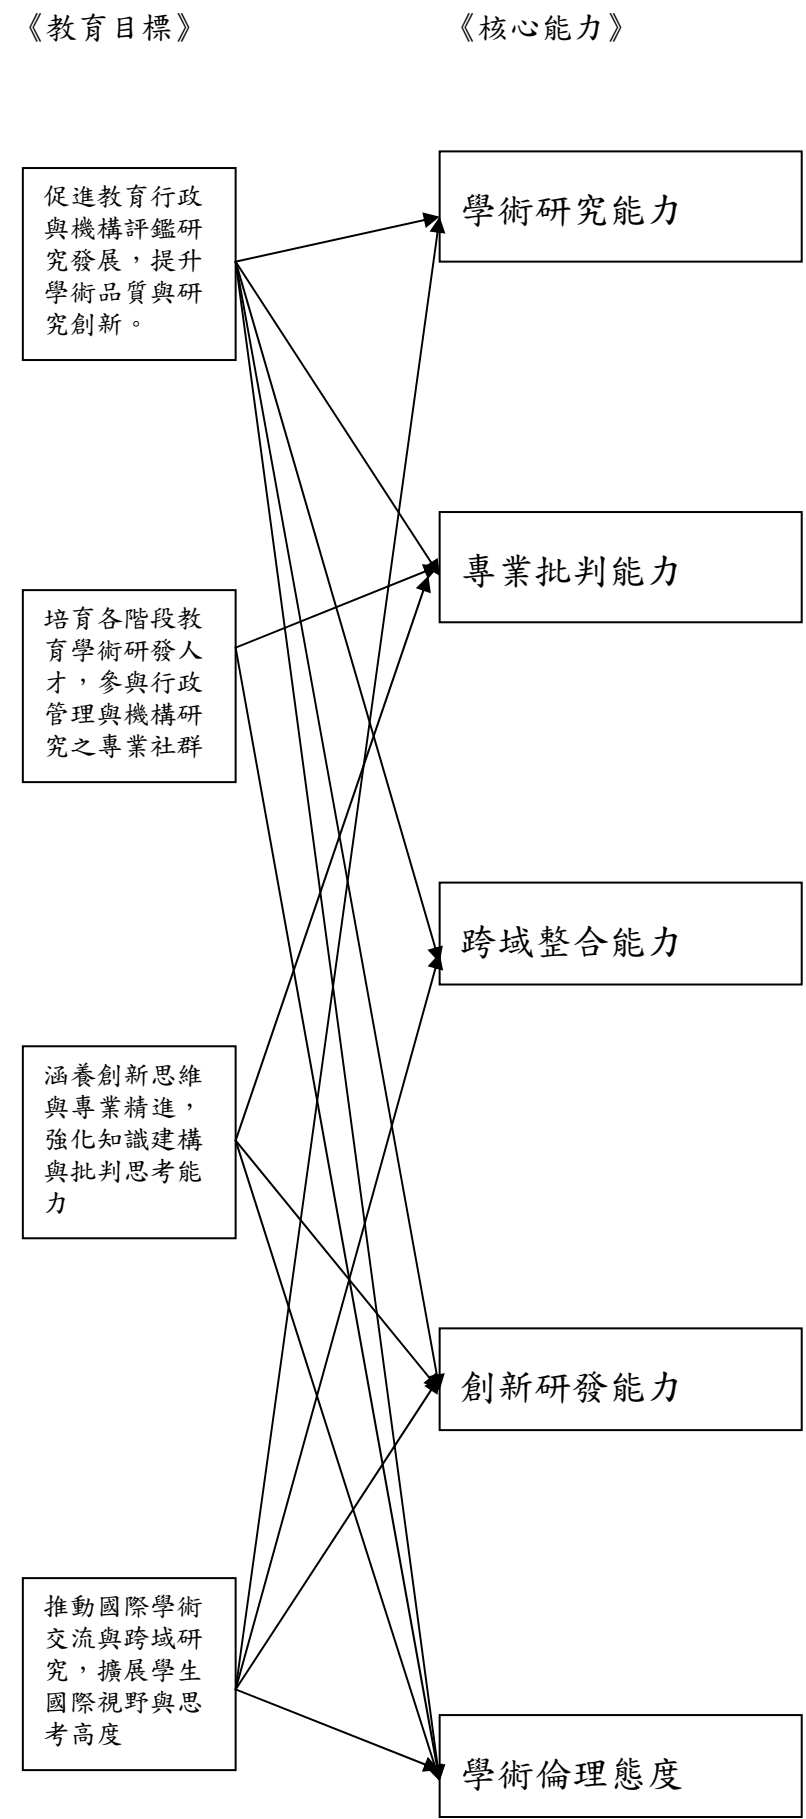 《教育目標》
《核心能力》
促進教育行政
與機構評鑑研
究發展，提升
學術品質與研
究創新。
學術研究能力
培育各階段教
育學術研發人
才，參與行政
管理與機構研
究之專業社群
專業批判能力
跨域整合能力
涵養創新思維
與專業精進，
強化知識建構
與批判思考能
力
創新研發能力
推動國際學術
交流與跨域研
究，擴展學生
國際視野與思
考高度
學術倫理態度